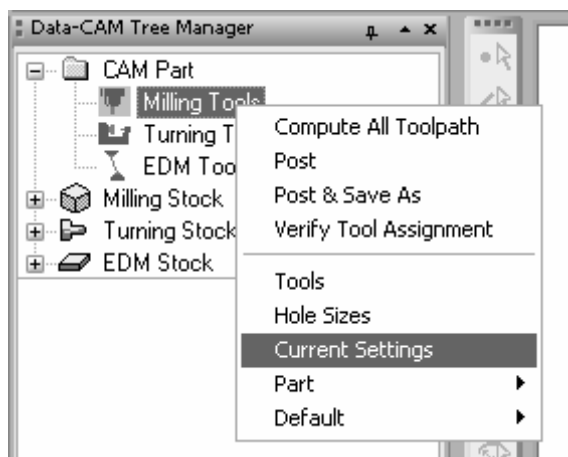 Data-CAM Tree Manager
CAM Part
Milling Tools
Turning T
EDM Too
Milling Stock
Turning Stock
EDM Stock
Compute All Toolpath
Post
Post & Save As
Verify Tool Assignment
Tools
Hole Sizes
Current Settings
Part
Default